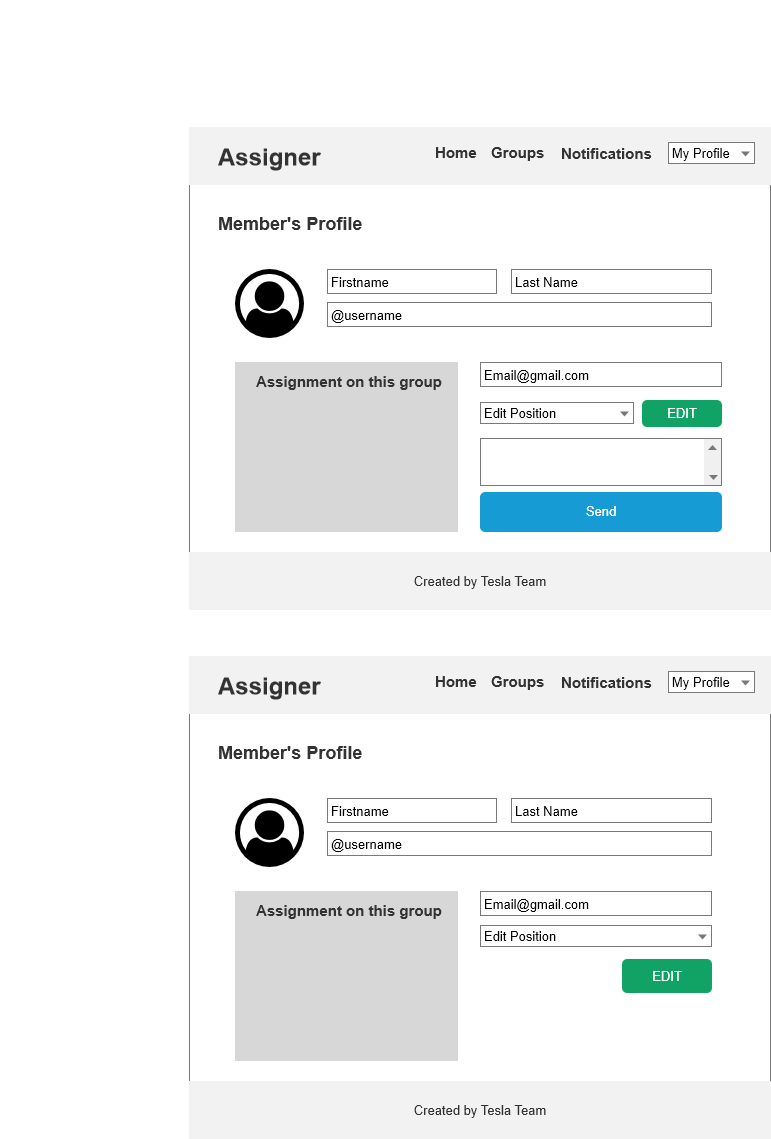 Assigner
Home Groups Notifications My Profile
Member's Profile
Firstname Last Name
@username
Assignment on this group
Email@gmail.com
Edit Position EDIT
Send
Created by Tesla Team
Assigner
Home Groups Notifications My Profile
Member's Profile
Firstname Last Name
@username
Assignment on this group
Email@gmail.com
Edit Position
EDIT
Created by Tesla Team